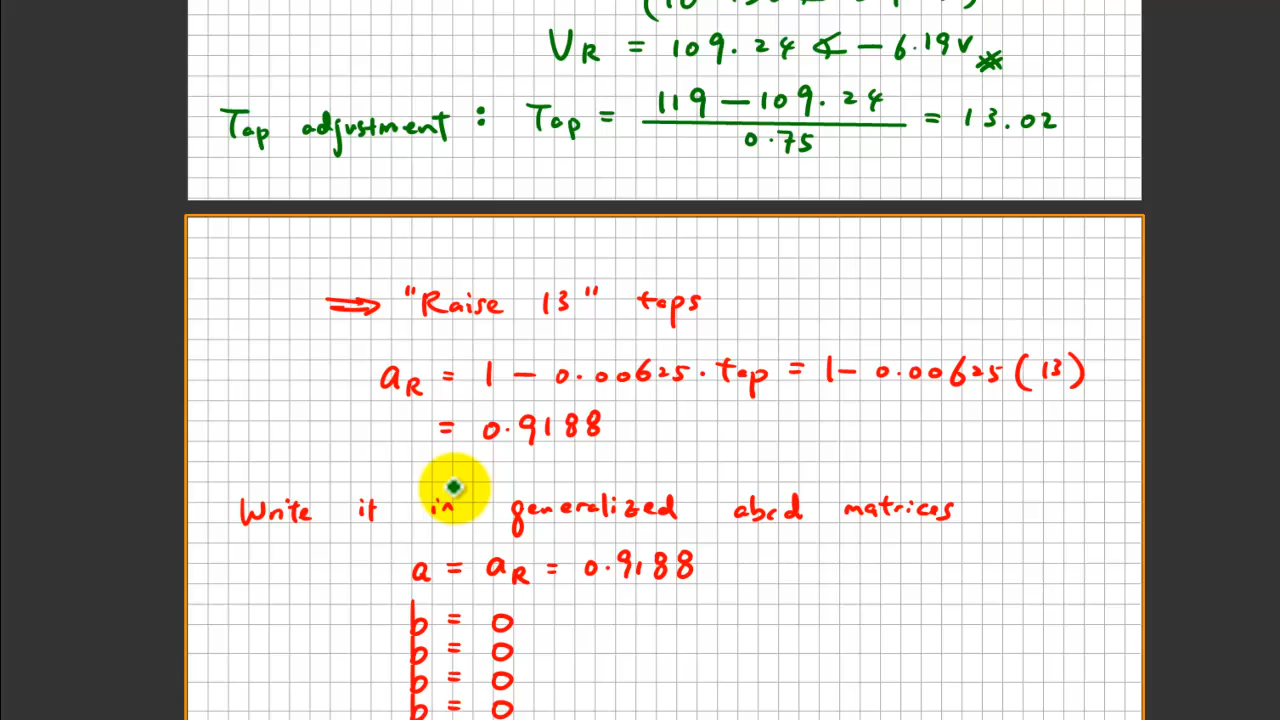 V_R = 109.24 ∠ -6.19 V
Tap adjustment : Tap = (119 - 109.24) / 0.75 = 13.02
⇒ "Raise 13" taps
a_R = 1 - 0.00625 · tap = 1 - 0.00625 (13)
= 0.9188
Write it in generalized abcd matrices
a = a_R = 0.9188
b = 0
b = 0
b = 0
b = 0